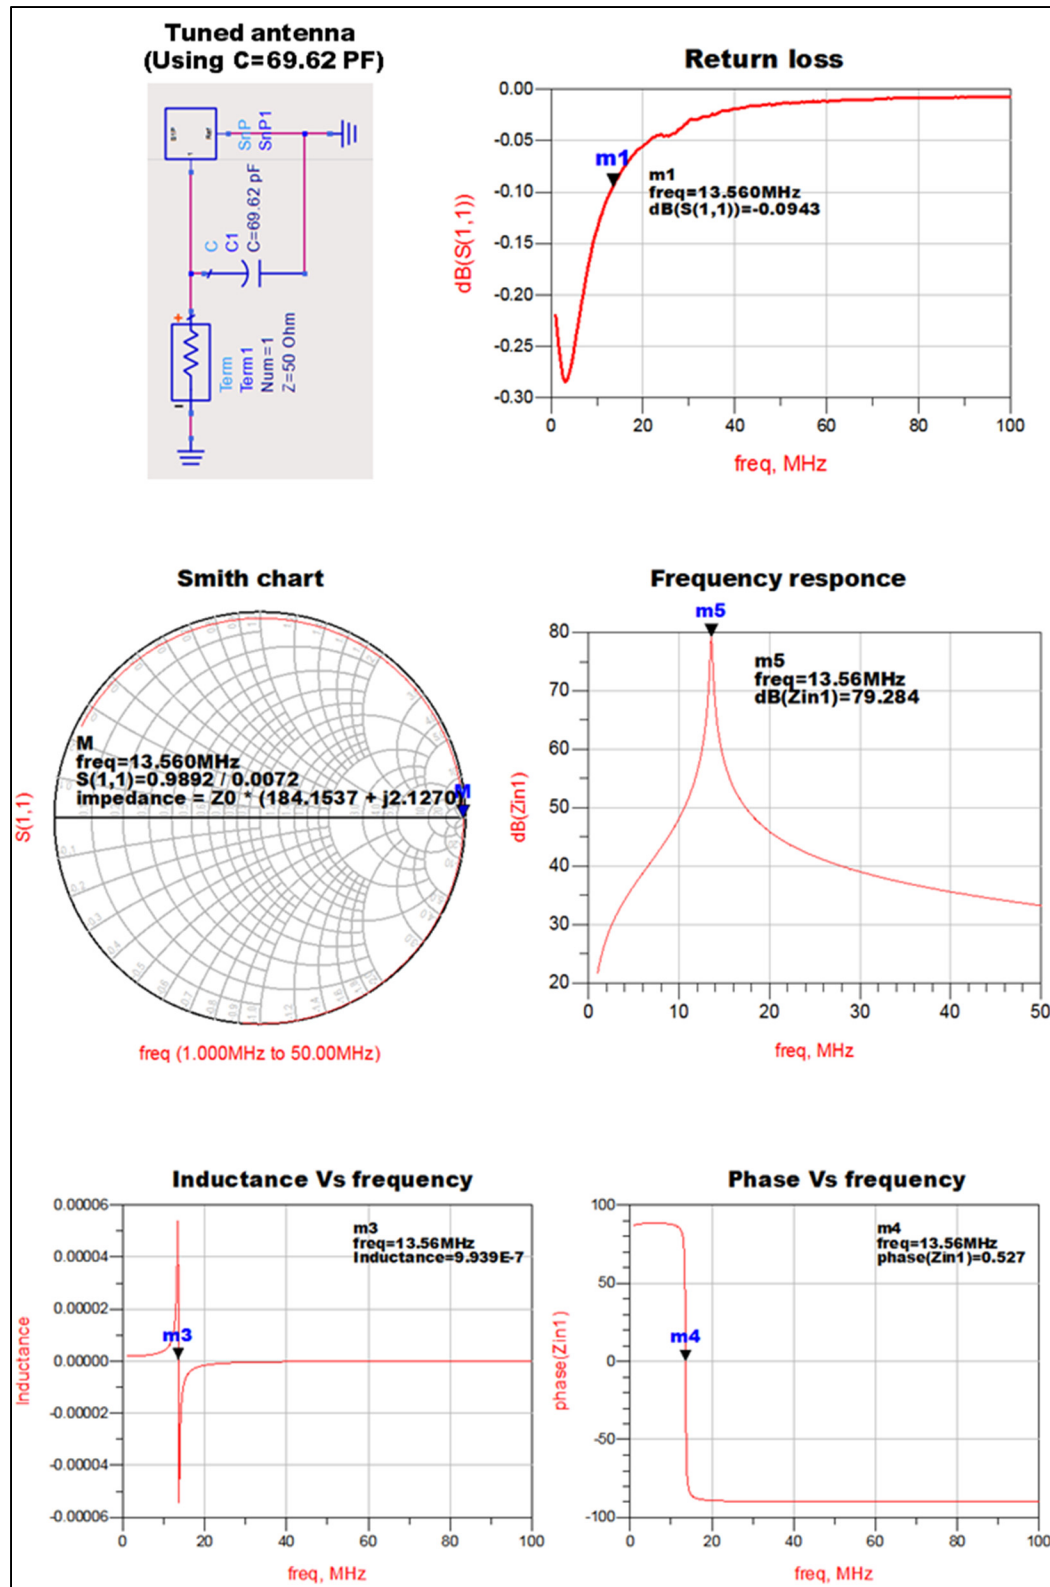 Tuned antenna
(Using C=69.62 PF)
S1P
Ref
1
SnP
SnP1
C
C1
C=69.62 pF
+
-
Term
Term1
Num=1
Z=50 Ohm
Return loss
0.00
-0.05
-0.10
-0.15
-0.20
-0.25
-0.30
dB(S(1,1))
m1
m1
freq=13.560MHz
dB(S(1,1))=-0.0943
0 20 40 60 80 100
freq, MHz
Smith chart
S(1,1)
M
freq=13.560MHz
S(1,1)=0.9892 / 0.0072
impedance = Z0 * (184.1537 + j2.1270)
M
freq (1.000MHz to 50.00MHz)
Frequency responce
m5
80
70
60
50
40
30
20
dB(Zin1)
m5
freq=13.56MHz
dB(Zin1)=79.284
0 10 20 30 40 50
freq, MHz
Inductance Vs frequency
0.00006
0.00004
0.00002
0.00000
-0.00002
-0.00004
-0.00006
Inductance
m3
m3
freq=13.56MHz
Inductance=9.939E-7
0 20 40 60 80 100
freq, MHz
Phase Vs frequency
100
50
0
-50
-100
phase(Zin1)
m4
m4
freq=13.56MHz
phase(Zin1)=0.527
0 20 40 60 80 100
freq, MHz